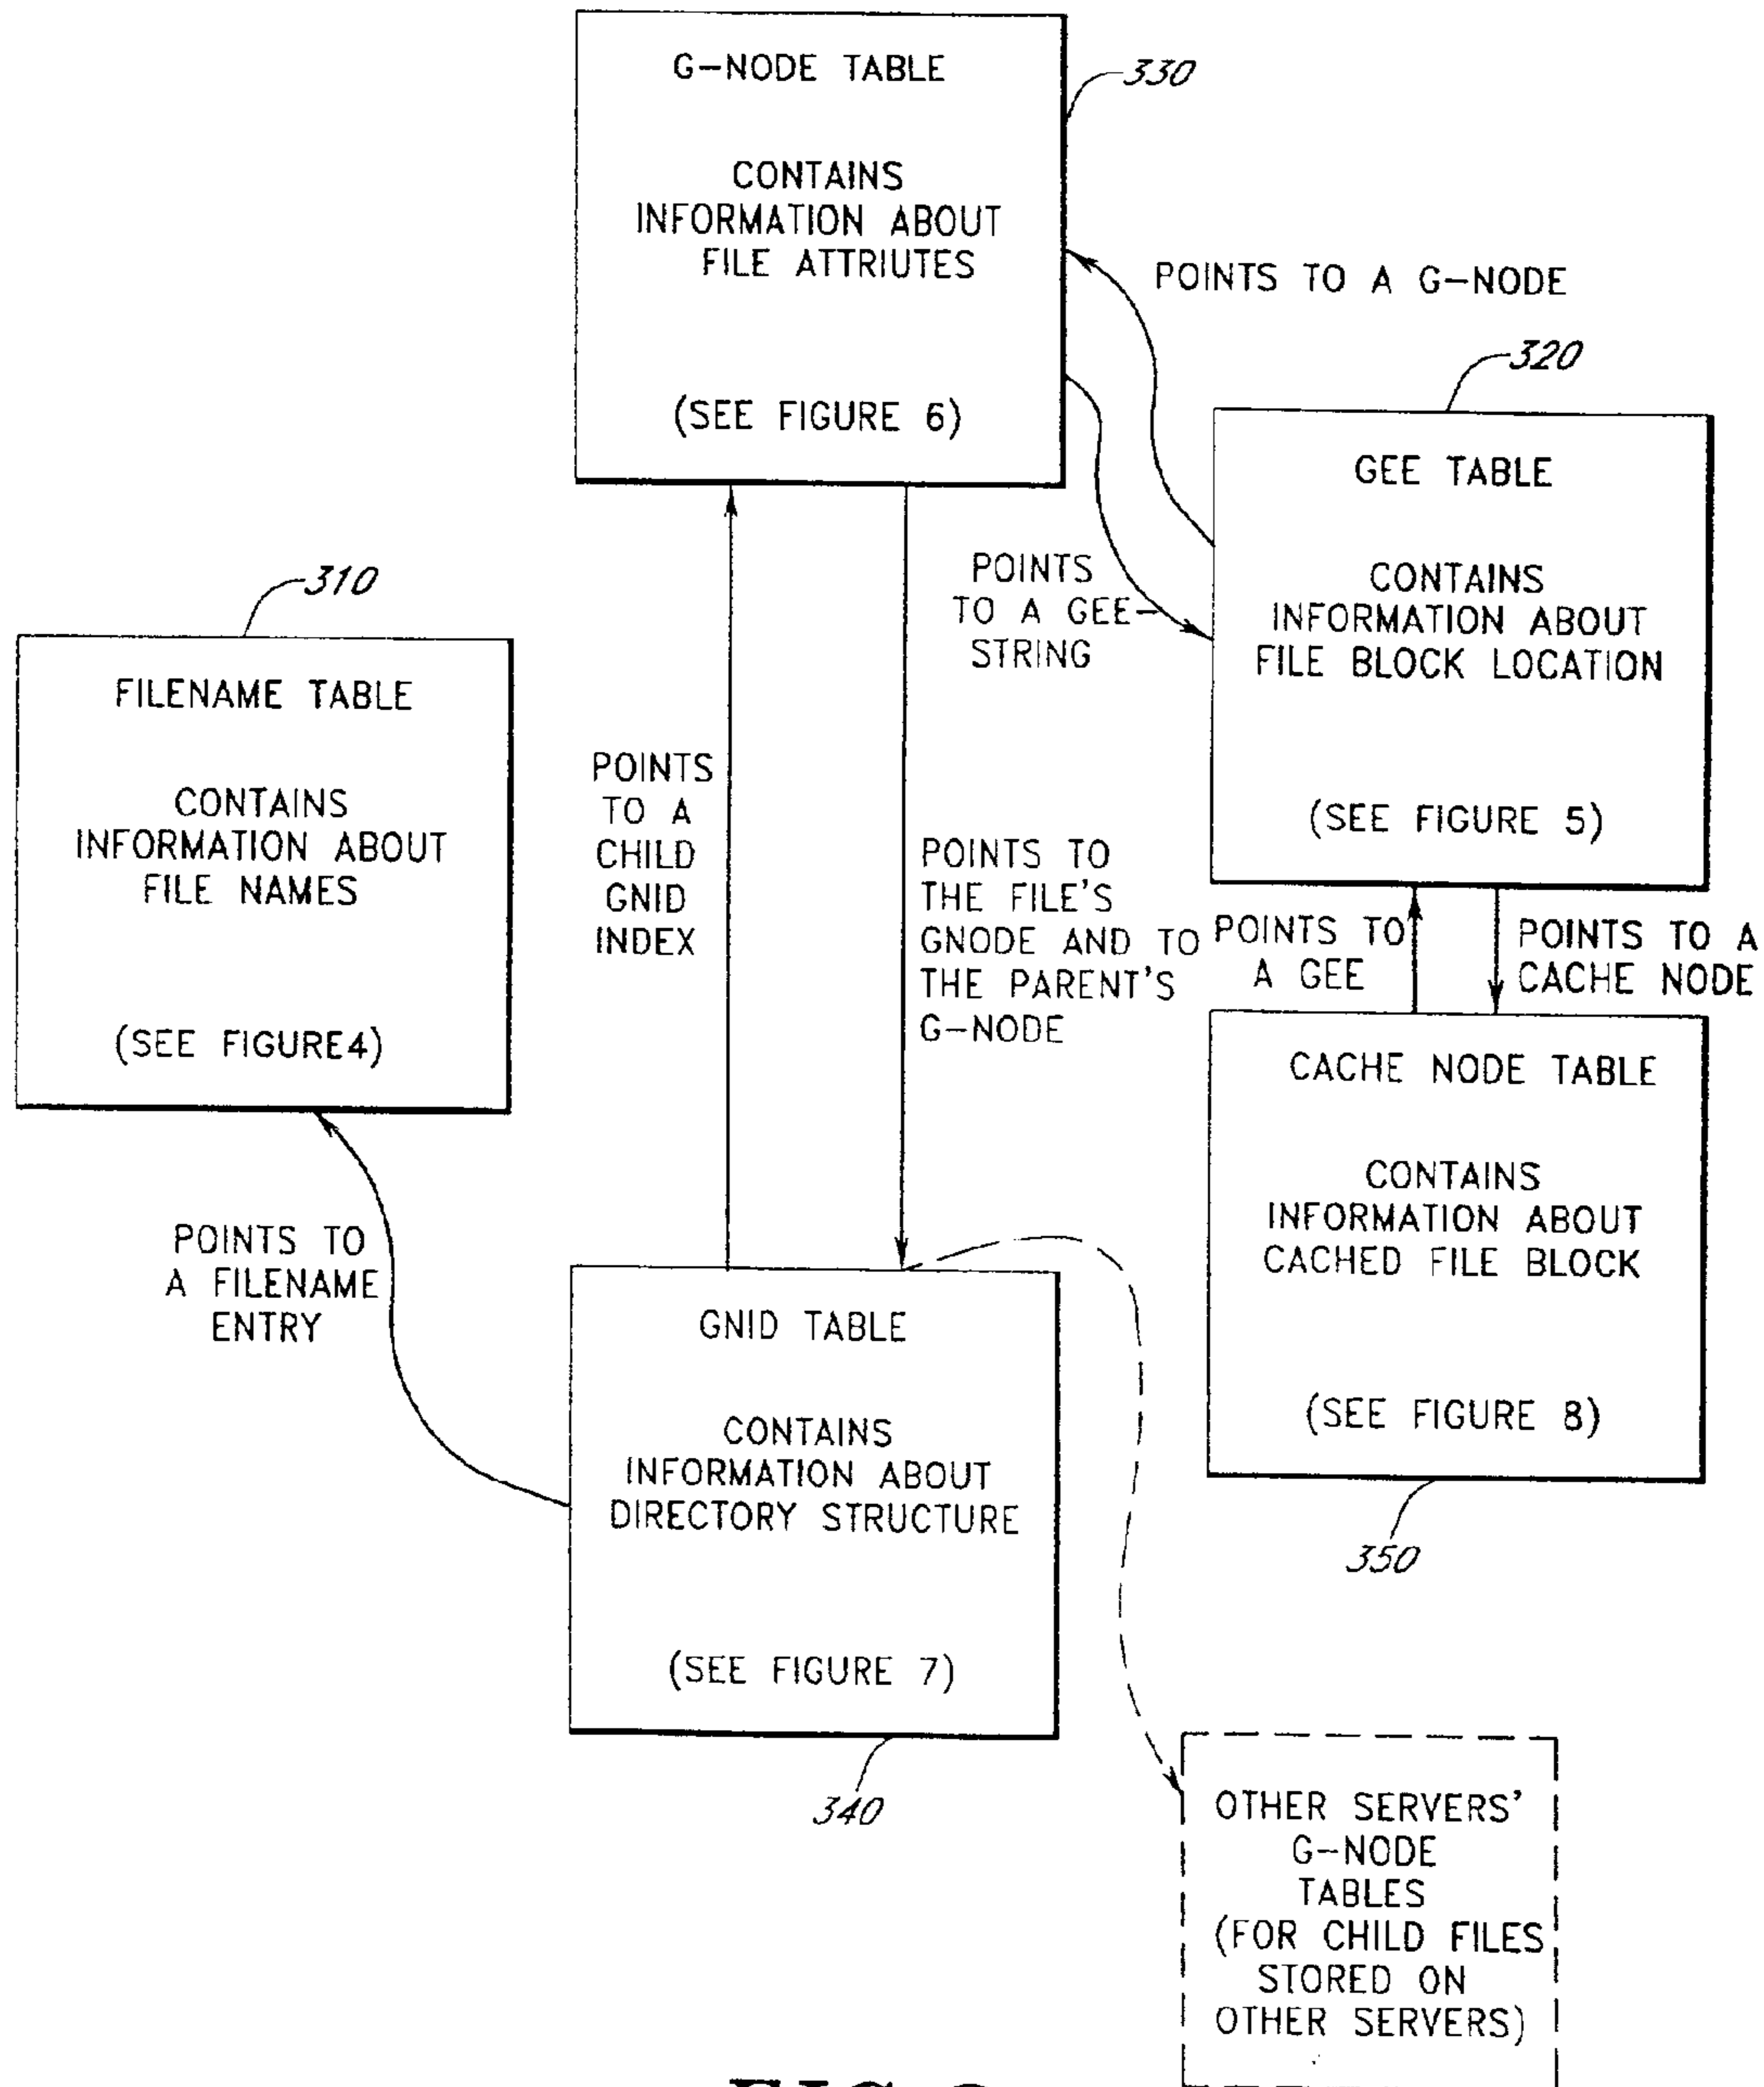 G-NODE TABLE
CONTAINS
INFORMATION ABOUT
FILE ATTRIUTES
(SEE FIGURE 6)
330
POINTS TO A G-NODE
320
GEE TABLE
CONTAINS
INFORMATION ABOUT
FILE BLOCK LOCATION
(SEE FIGURE 5)
POINTS
TO A GEE
STRING
310
FILENAME TABLE
CONTAINS
INFORMATION ABOUT
FILE NAMES
(SEE FIGURE4)
POINTS
TO A
CHILD
GNID
INDEX
POINTS TO
THE FILE'S
GNODE AND TO
THE PARENT'S
G-NODE
POINTS TO
A GEE
POINTS TO A
CACHE NODE
CACHE NODE TABLE
CONTAINS
INFORMATION ABOUT
CACHED FILE BLOCK
(SEE FIGURE 8)
350
POINTS TO
A FILENAME
ENTRY
GNID TABLE
CONTAINS
INFORMATION ABOUT
DIRECTORY STRUCTURE
(SEE FIGURE 7)
340
OTHER SERVERS'
G-NODE
TABLES
(FOR CHILD FILES
STORED ON
OTHER SERVERS)